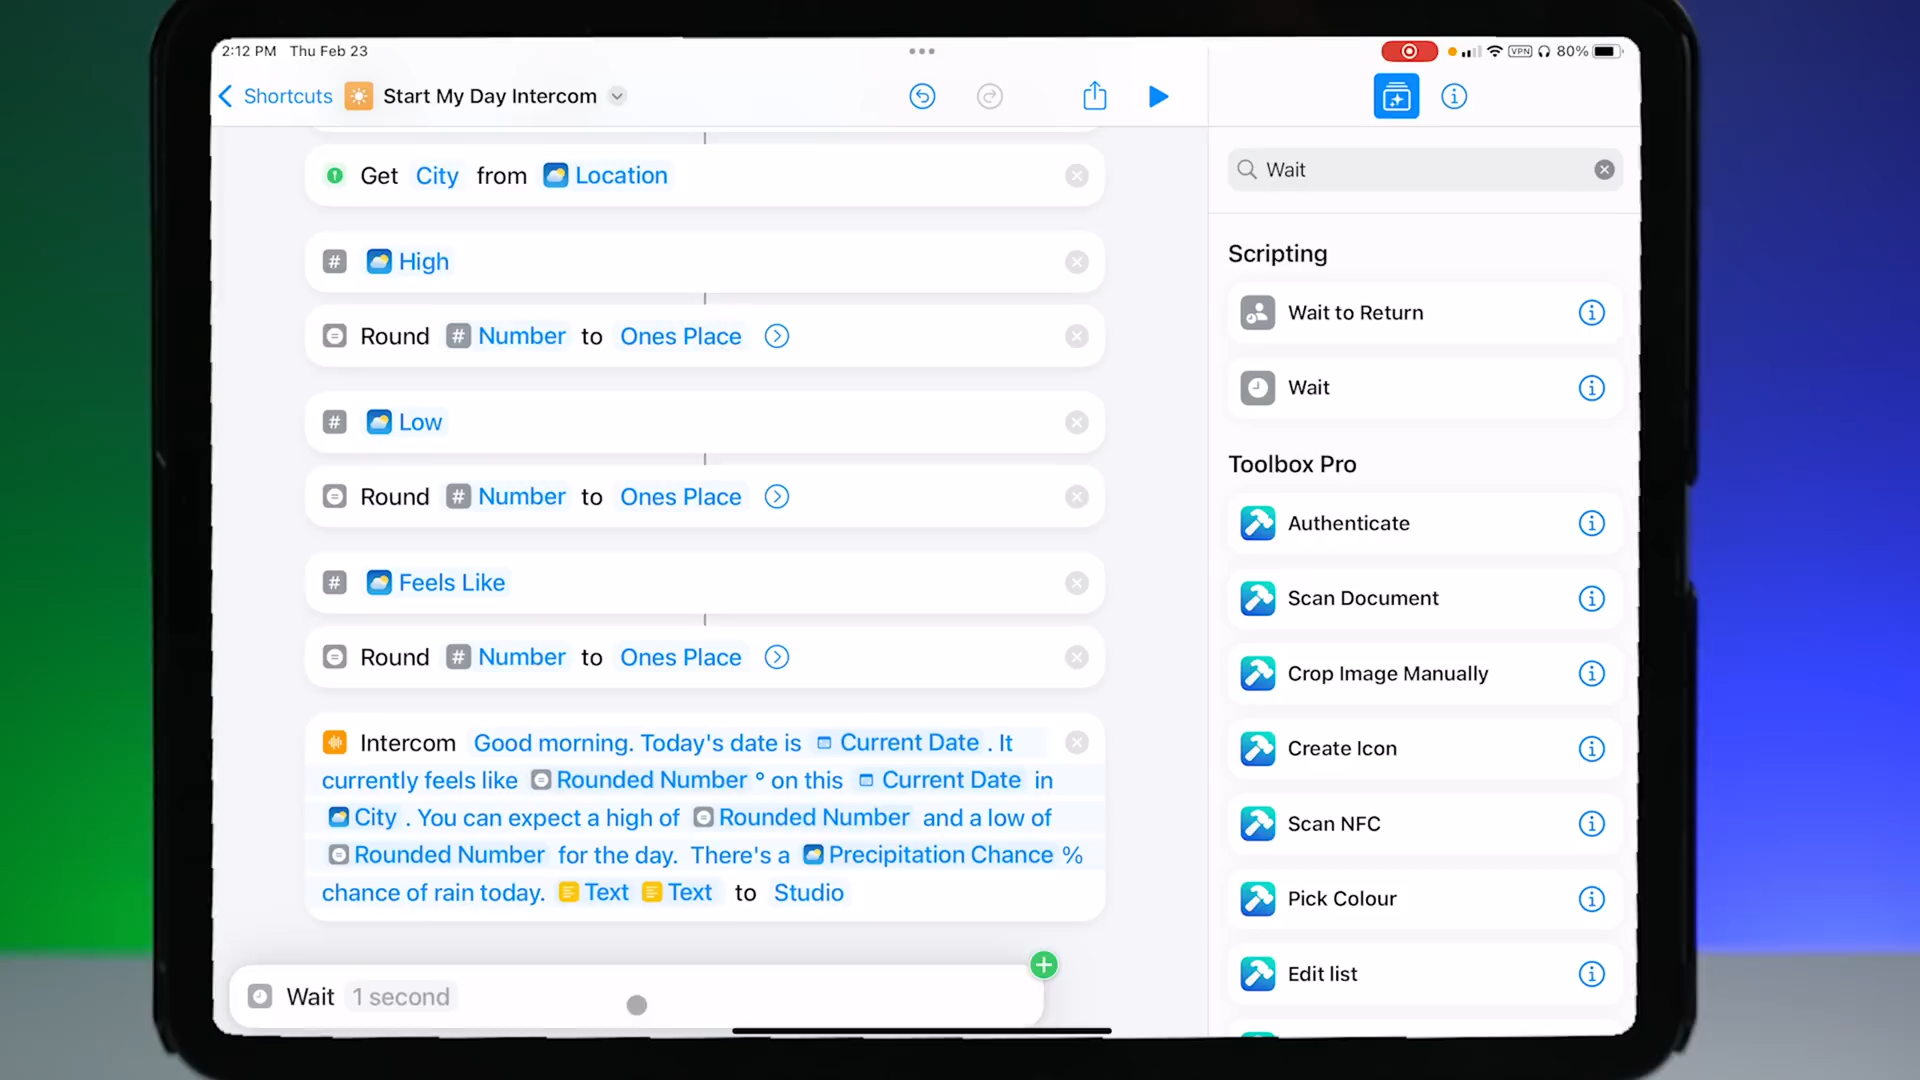 2:12 PM Thu Feb 23
VPN 80%
Shortcuts Start My Day Intercom
Get City from Location
# High
Round # Number to Ones Place
# Low
Round # Number to Ones Place
# Feels Like
Round # Number to Ones Place
Intercom Good morning. Today's date is Current Date . It
currently feels like Rounded Number ° on this Current Date in
City . You can expect a high of Rounded Number and a low of
Rounded Number for the day. There's a Precipitation Chance %
chance of rain today. Text Text to Studio
Wait 1 second
Wait
Scripting
Wait to Return
Wait
Toolbox Pro
Authenticate
Scan Document
Crop Image Manually
Create Icon
Scan NFC
Pick Colour
Edit list